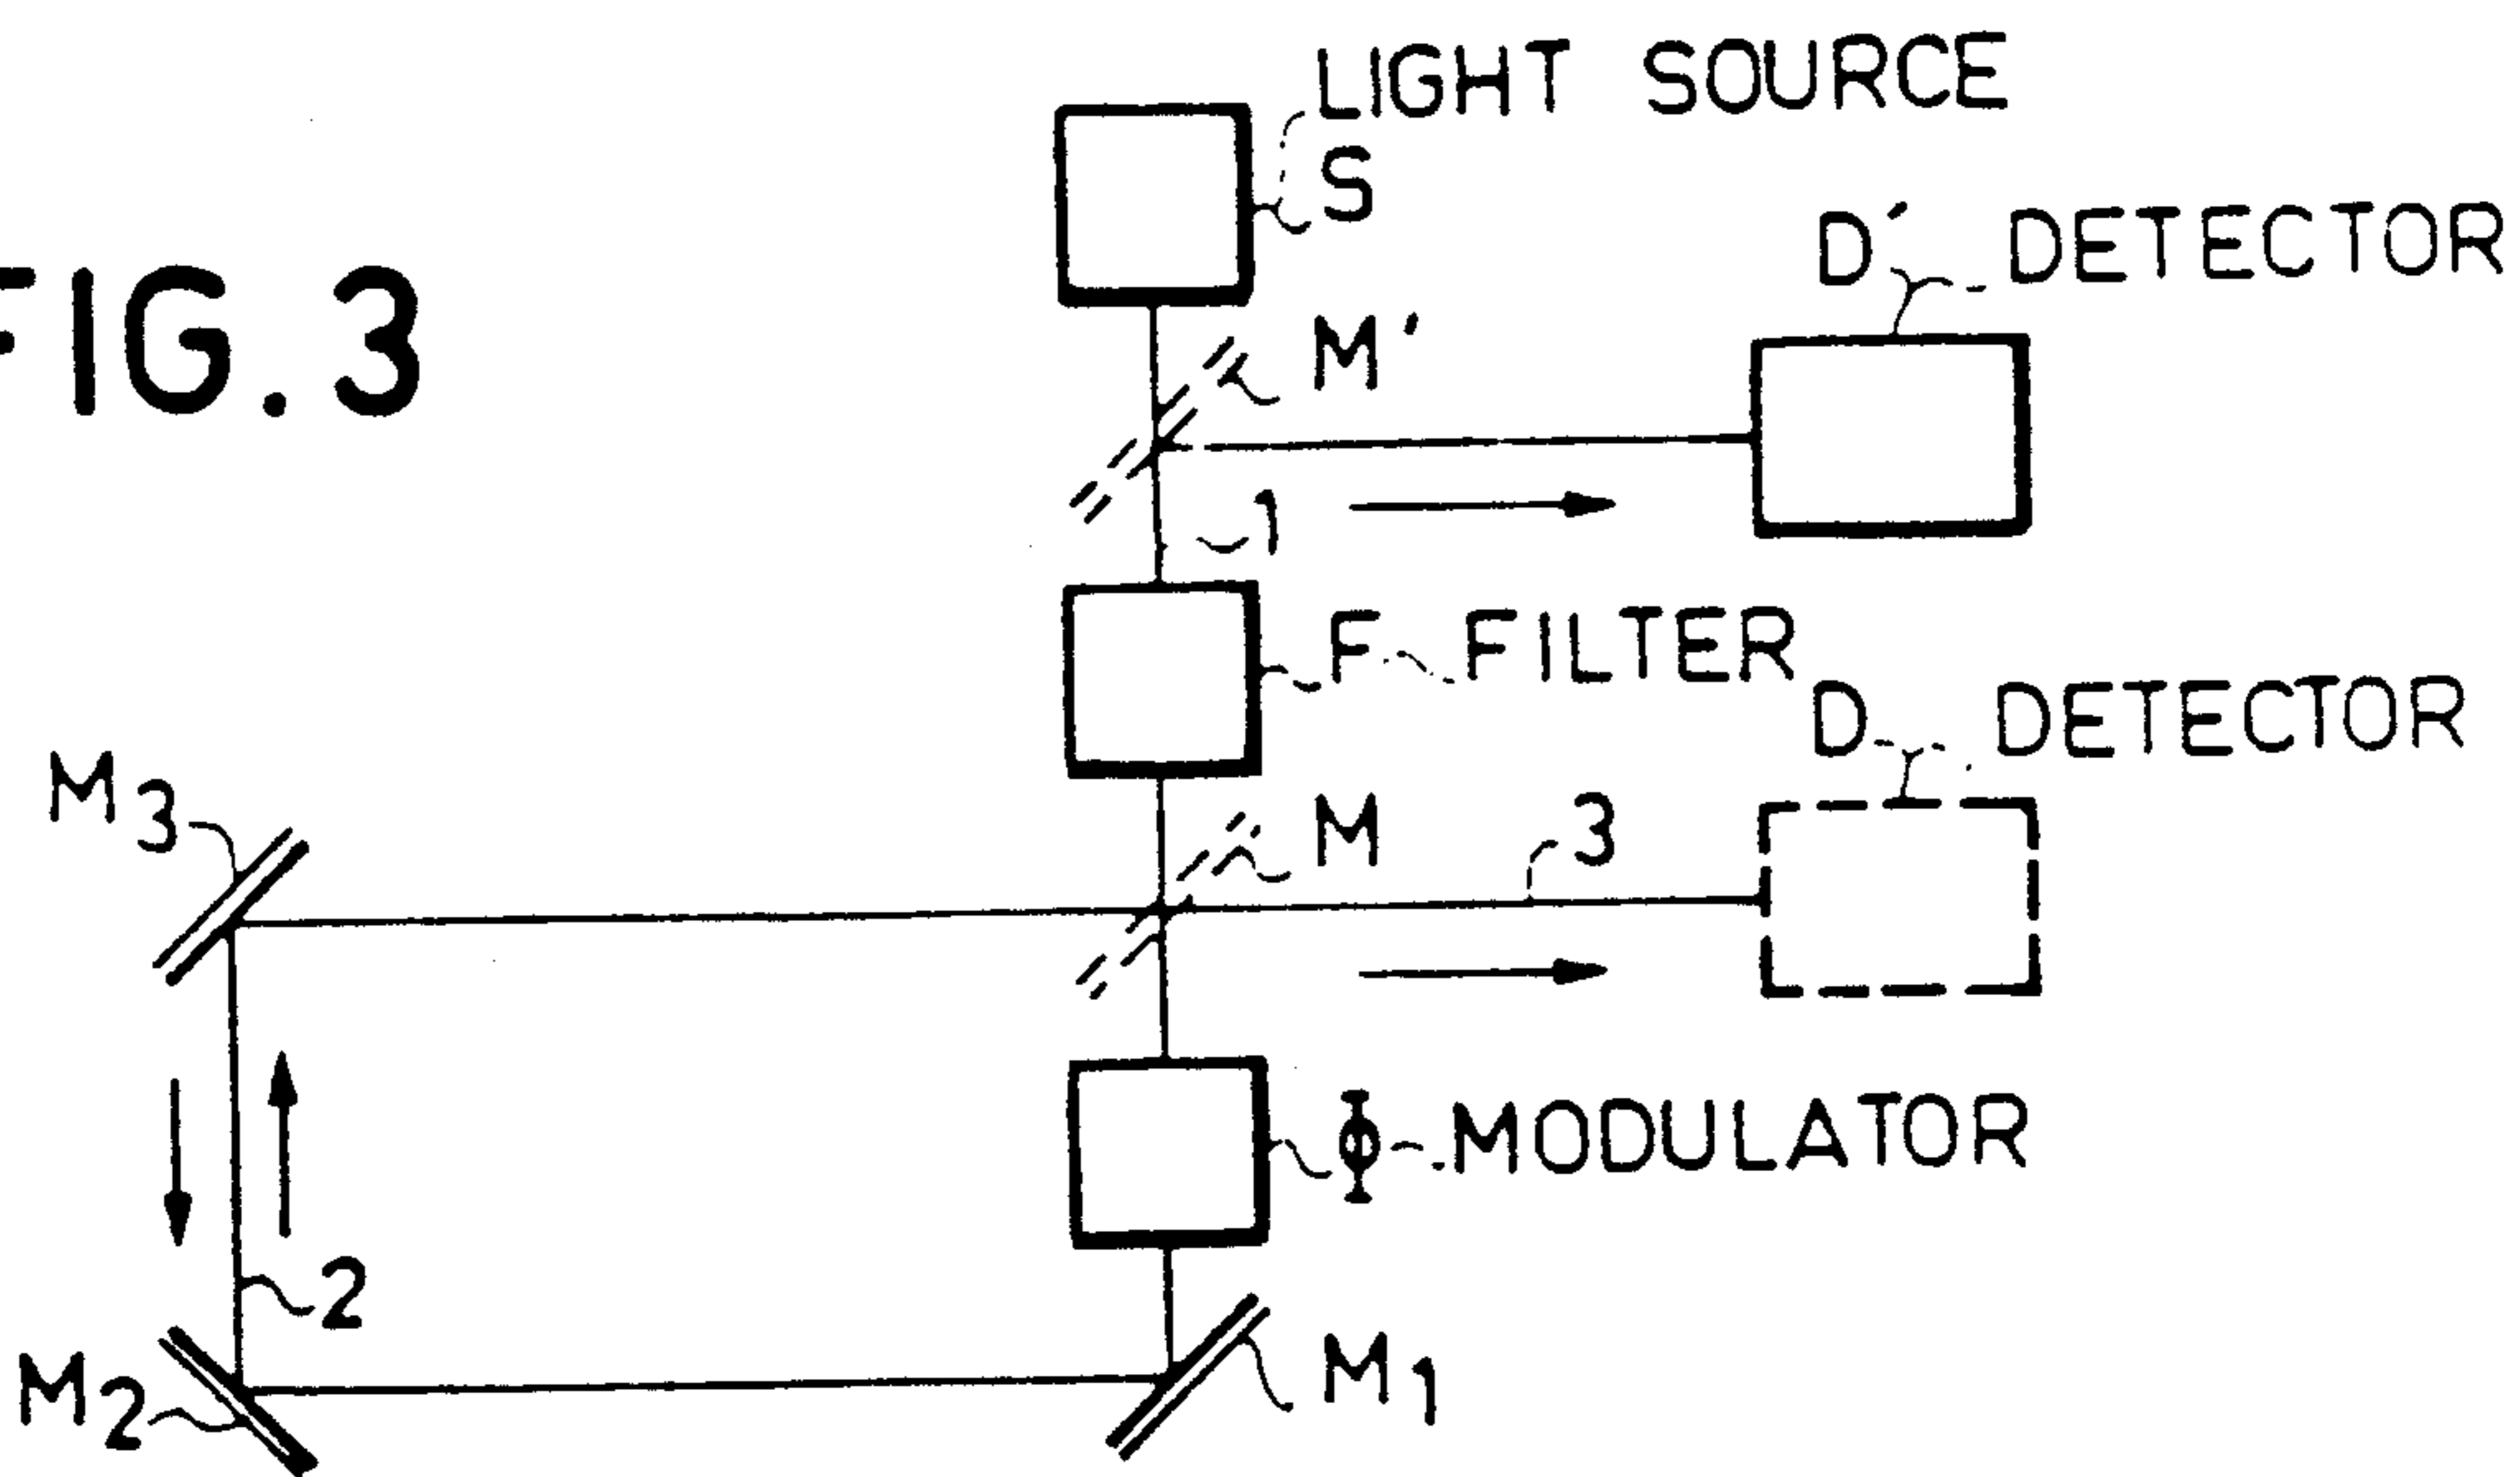 LIGHT SOURCE
S
D' DETECTOR
FIG. 3
M'
1
F FILTER
D DETECTOR
M3
M
3
Φ MODULATOR
2
M1
M2